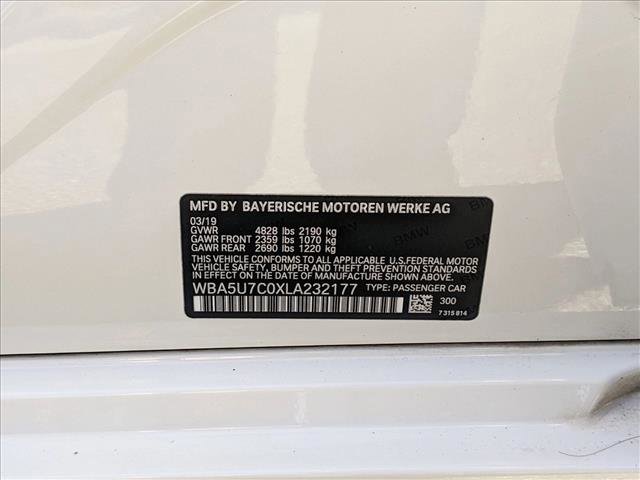 MFD BY BAYERISCHE MOTOREN WERKE AG
03/19
GVWR 4828 lbs 2190 kg
GAWR FRONT 2359 lbs 1070 kg
GAWR REAR 2690 lbs 1220 kg
THIS VEHICLE CONFORMS TO ALL APPLICABLE U.S.FEDERAL MOTOR
VEHICLE SAFETY, BUMPER AND THEFT PREVENTION STANDARDS IN
EFFECT ON THE DATE OF MANUFACTURE SHOWN ABOVE.
WBA5U7C0XLA232177 TYPE: PASSENGER CAR
300
7 315 814
BMW